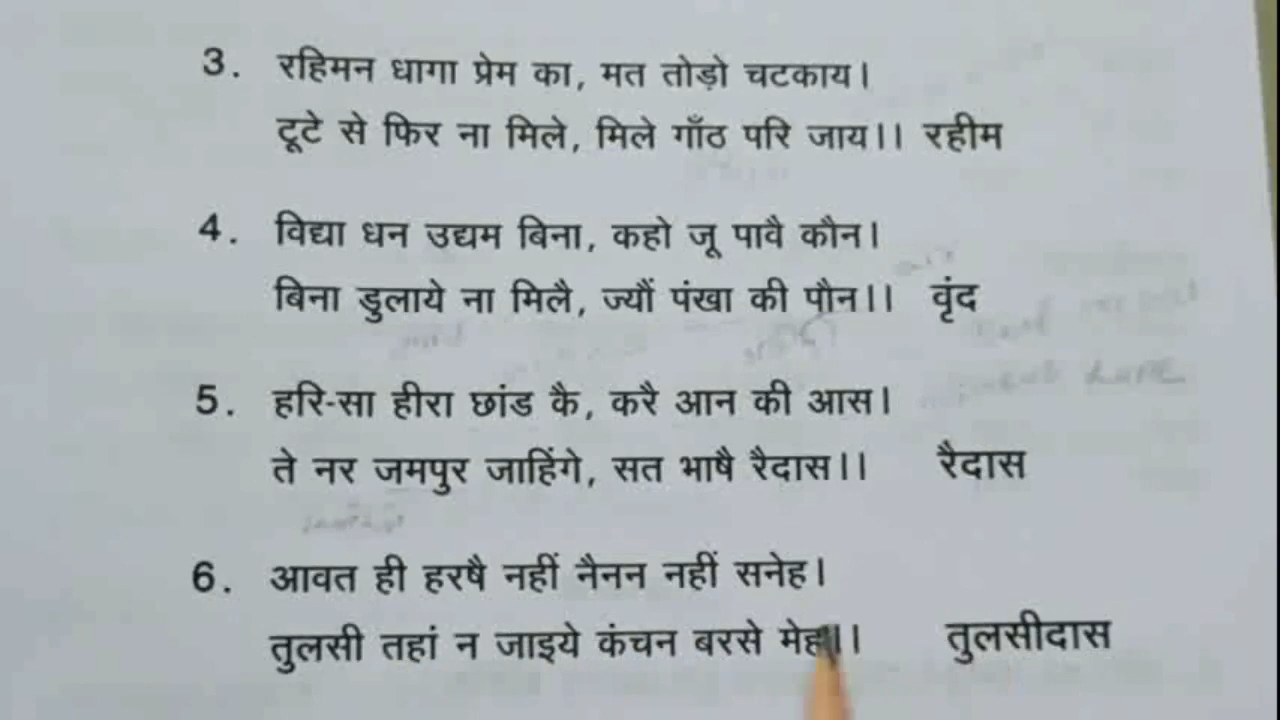 3. रहिमन धागा प्रेम का, मत तोड़ो चटकाय।
टूटे से फिर ना मिले, मिले गाँठ परि जाय।। रहीम
4. विद्या धन उद्यम बिना, कहो जू पावै कौन।
बिना डुलाये ना मिलै, ज्यौं पंखा की पौन।। वृंद
5. हरि-सा हीरा छांड कै, करै आन की आस।
ते नर जमपुर जाहिंगे, सत भाषै रैदास।। रैदास
6. आवत ही हरषै नहीं नैनन नहीं सनेह।
तुलसी तहां न जाइये कंचन बरसे मेह।। तुलसीदास